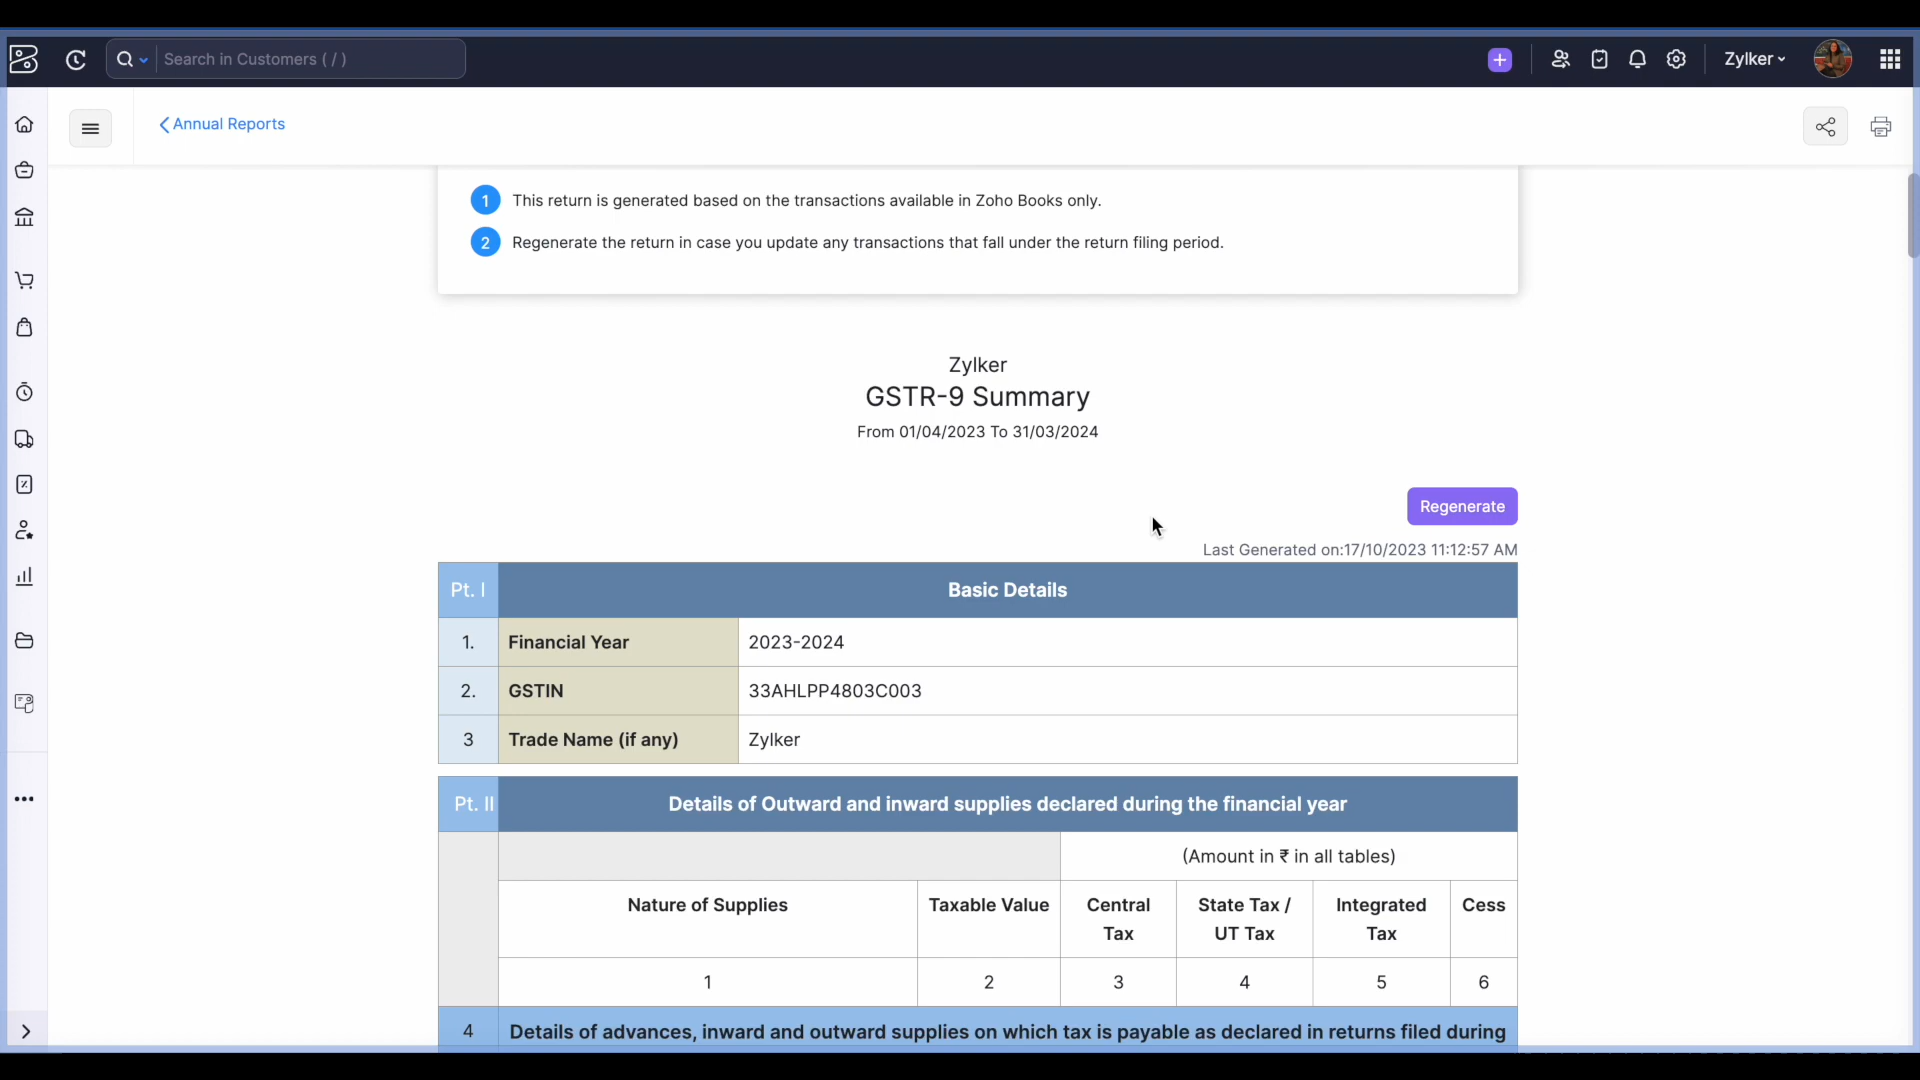 Search in Customers ( / )
Zylker
Annual Reports
1 This return is generated based on the transactions available in Zoho Books only.
2 Regenerate the return in case you update any transactions that fall under the return filing period.
Zylker
GSTR-9 Summary
From 01/04/2023 To 31/03/2024
Regenerate
Last Generated on:17/10/2023 11:12:57 AM
Pt. I Basic Details
1. Financial Year 2023-2024
2. GSTIN 33AHLPP4803C003
3 Trade Name (if any) Zylker
Pt. II Details of Outward and inward supplies declared during the financial year
(Amount in ₹ in all tables)
Nature of Supplies Taxable Value Central Tax State Tax / UT Tax Integrated Tax Cess
1 2 3 4 5 6
4 Details of advances, inward and outward supplies on which tax is payable as declared in returns filed during